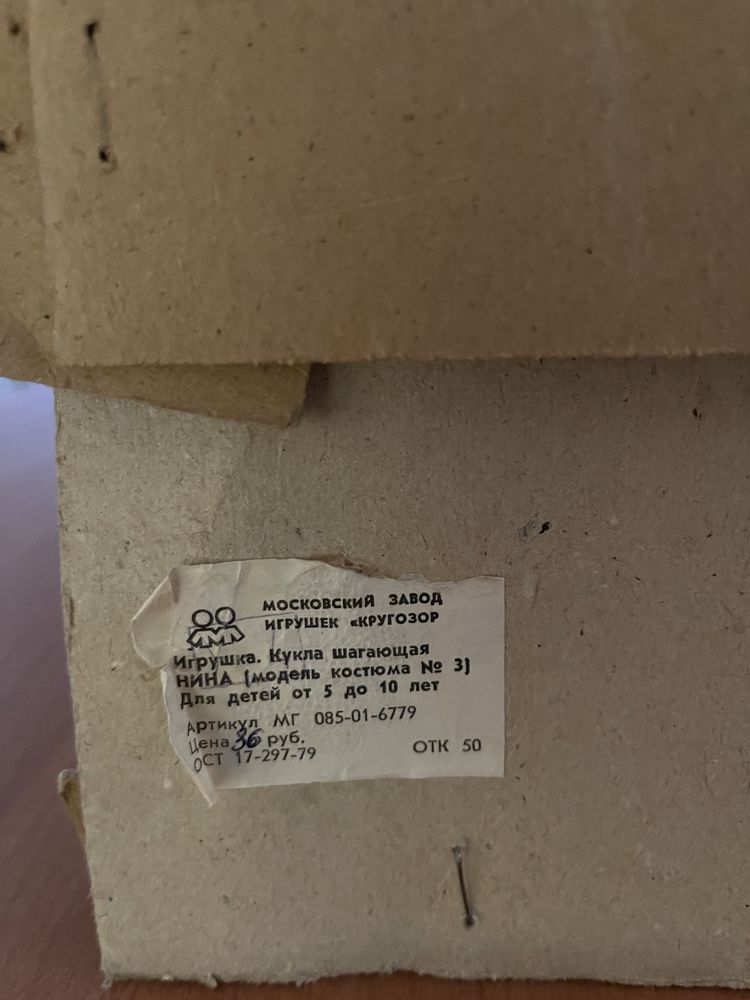 МОСКОВСКИЙ ЗАВОД
ИГРУШЕК «КРУГОЗОР
Игрушка. Кукла шагающая
НИНА (модель костюма № 3)
Для детей от 5 до 10 лет
Артикул МГ 085-01-6779
Цена 36 руб.
ОСТ 17-297-79
ОТК 50